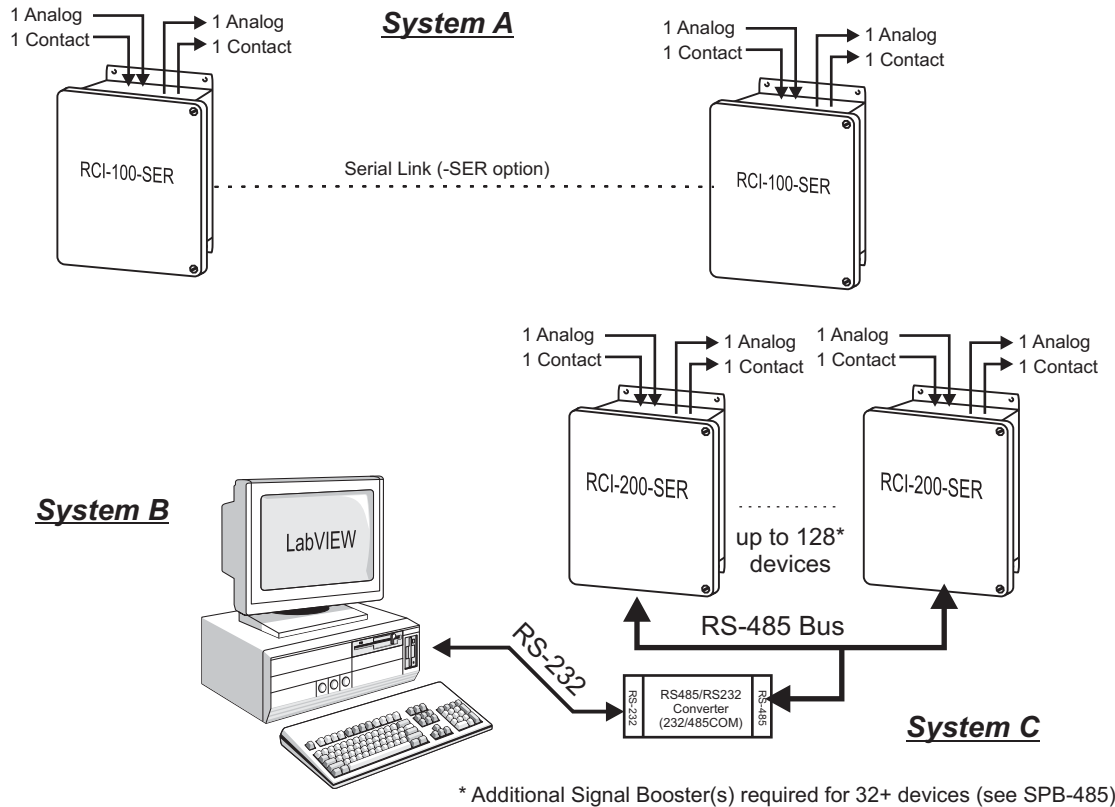 System A
1 Analog
1 Contact
1 Analog
1 Contact
RCI-100-SER
Serial Link (-SER option)
1 Analog
1 Contact
1 Analog
1 Contact
RCI-100-SER
1 Analog
1 Contact
1 Analog
1 Contact
RCI-200-SER
1 Analog
1 Contact
1 Analog
1 Contact
RCI-200-SER
up to 128*
devices
System B
LabVIEW
RS-485 Bus
RS-232
RS-232
RS485/RS232
Converter
(232/485COM)
RS-485
System C
* Additional Signal Booster(s) required for 32+ devices (see SPB-485)